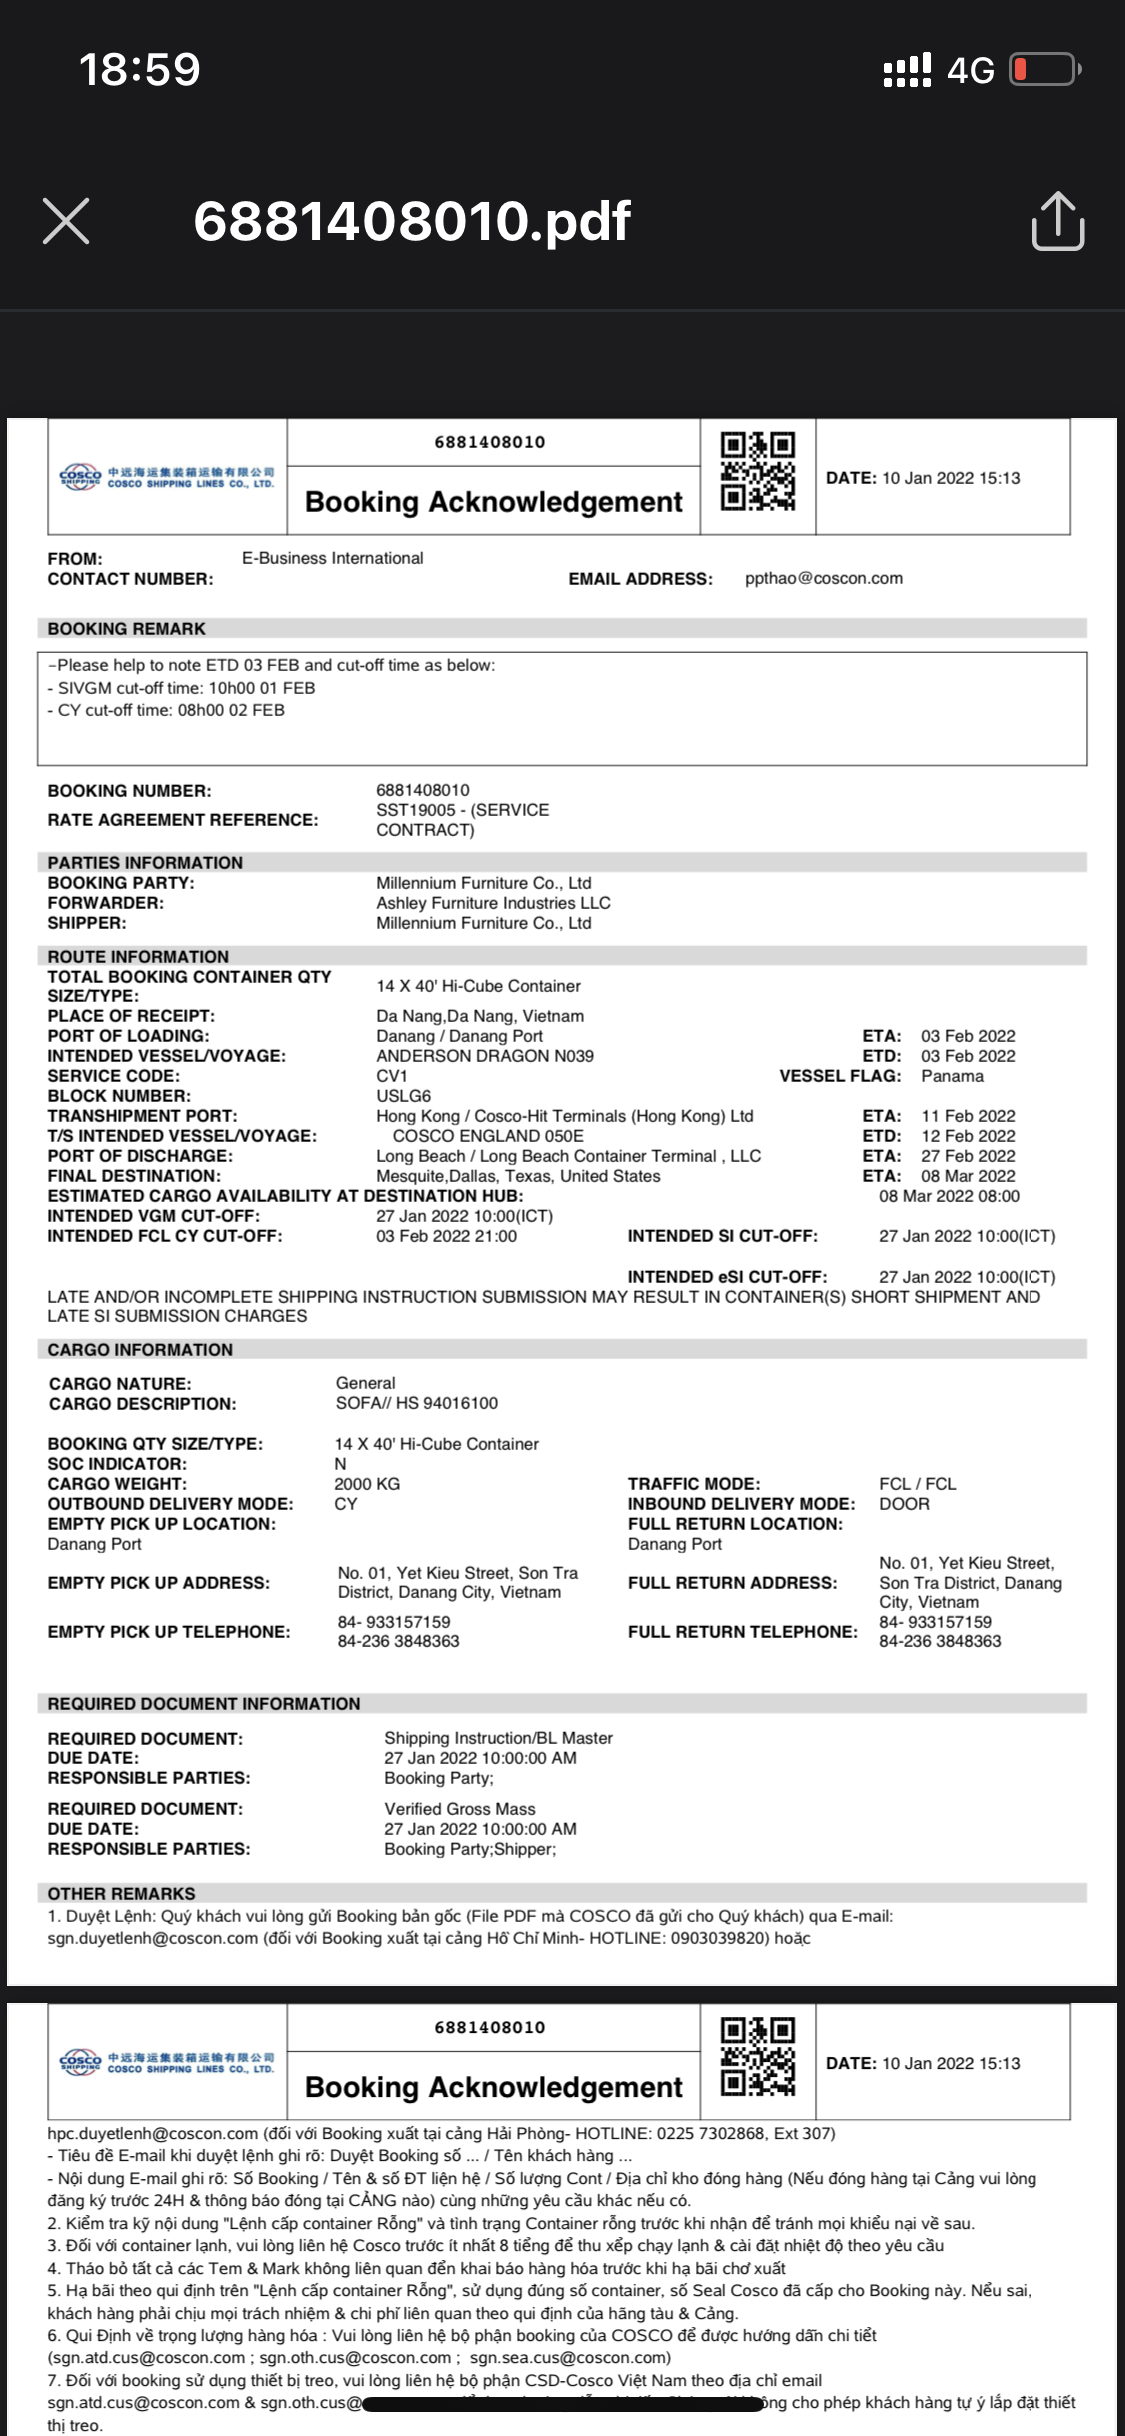 18:59
4G
6881408010.pdf
COSCO SHIPPING
中远海运集装箱运输有限公司
COSCO SHIPPING LINES CO., LTD.
6881408010
Booking Acknowledgement
DATE: 10 Jan 2022 15:13
FROM: E-Business International
CONTACT NUMBER: EMAIL ADDRESS: ppthao@coscon.com
BOOKING REMARK
-Please help to note ETD 03 FEB and cut-off time as below:
- SIVGM cut-off time: 10h00 01 FEB
- CY cut-off time: 08h00 02 FEB
BOOKING NUMBER: 6881408010
RATE AGREEMENT REFERENCE: SST19005 - (SERVICE
CONTRACT)
PARTIES INFORMATION
BOOKING PARTY: Millennium Furniture Co., Ltd
FORWARDER: Ashley Furniture Industries LLC
SHIPPER: Millennium Furniture Co., Ltd
ROUTE INFORMATION
TOTAL BOOKING CONTAINER QTY
SIZE/TYPE: 14 X 40' Hi-Cube Container
PLACE OF RECEIPT: Da Nang,Da Nang, Vietnam
PORT OF LOADING: Danang / Danang Port ETA: 03 Feb 2022
INTENDED VESSEL/VOYAGE: ANDERSON DRAGON N039 ETD: 03 Feb 2022
SERVICE CODE: CV1 VESSEL FLAG: Panama
BLOCK NUMBER: USLG6
TRANSHIPMENT PORT: Hong Kong / Cosco-Hit Terminals (Hong Kong) Ltd ETA: 11 Feb 2022
T/S INTENDED VESSEL/VOYAGE: COSCO ENGLAND 050E ETD: 12 Feb 2022
PORT OF DISCHARGE: Long Beach / Long Beach Container Terminal , LLC ETA: 27 Feb 2022
FINAL DESTINATION: Mesquite,Dallas, Texas, United States ETA: 08 Mar 2022
ESTIMATED CARGO AVAILABILITY AT DESTINATION HUB: 08 Mar 2022 08:00
INTENDED VGM CUT-OFF: 27 Jan 2022 10:00(ICT)
INTENDED FCL CY CUT-OFF: 03 Feb 2022 21:00 INTENDED SI CUT-OFF: 27 Jan 2022 10:00(ICT)
INTENDED eSI CUT-OFF: 27 Jan 2022 10:00(ICT)
LATE AND/OR INCOMPLETE SHIPPING INSTRUCTION SUBMISSION MAY RESULT IN CONTAINER(S) SHORT SHIPMENT AND
LATE SI SUBMISSION CHARGES
CARGO INFORMATION
CARGO NATURE: General
CARGO DESCRIPTION: SOFA// HS 94016100
BOOKING QTY SIZE/TYPE: 14 X 40' Hi-Cube Container
SOC INDICATOR: N
CARGO WEIGHT: 2000 KG TRAFFIC MODE: FCL / FCL
OUTBOUND DELIVERY MODE: CY INBOUND DELIVERY MODE: DOOR
EMPTY PICK UP LOCATION: FULL RETURN LOCATION:
Danang Port Danang Port
EMPTY PICK UP ADDRESS: No. 01, Yet Kieu Street, Son Tra
District, Danang City, Vietnam
FULL RETURN ADDRESS: No. 01, Yet Kieu Street,
Son Tra District, Danang
City, Vietnam
EMPTY PICK UP TELEPHONE: 84- 933157159
84-236 3848363
FULL RETURN TELEPHONE: 84- 933157159
84-236 3848363
REQUIRED DOCUMENT INFORMATION
REQUIRED DOCUMENT: Shipping Instruction/BL Master
DUE DATE: 27 Jan 2022 10:00:00 AM
RESPONSIBLE PARTIES: Booking Party;
REQUIRED DOCUMENT: Verified Gross Mass
DUE DATE: 27 Jan 2022 10:00:00 AM
RESPONSIBLE PARTIES: Booking Party;Shipper;
OTHER REMARKS
1. Duyệt Lệnh: Quý khách vui lòng gửi Booking bản gốc (File PDF mà COSCO đã gửi cho Quý khách) qua E-mail:
sgn.duyetlenh@coscon.com (đối với Booking xuất tại cảng Hồ Chí Minh- HOTLINE: 0903039820) hoặc
COSCO SHIPPING
中远海运集装箱运输有限公司
COSCO SHIPPING LINES CO., LTD.
6881408010
Booking Acknowledgement
DATE: 10 Jan 2022 15:13
hpc.duyetlenh@coscon.com (đối với Booking xuất tại cảng Hải Phòng- HOTLINE: 0225 7302868, Ext 307)
- Tiêu đề E-mail khi duyệt lệnh ghi rõ: Duyệt Booking số ... / Tên khách hàng ...
- Nội dung E-mail ghi rõ: Số Booking / Tên & số ĐT liện hệ / Số lượng Cont / Địa chỉ kho đóng hàng (Nếu đóng hàng tại Cảng vui lòng
đăng ký trước 24H & thông báo đóng tại CẢNG nào) cùng những yêu cầu khác nếu có.
2. Kiểm tra kỹ nội dung "Lệnh cấp container Rỗng" và tình trạng Container rỗng trước khi nhận để tránh mọi khiếu nại về sau.
3. Đối với container lạnh, vui lòng liên hệ Cosco trước ít nhất 8 tiếng để thu xếp chạy lạnh & cài đặt nhiệt độ theo yêu cầu
4. Tháo bỏ tất cả các Tem & Mark không liên quan đến khai báo hàng hóa trước khi hạ bãi chờ xuất
5. Hạ bãi theo qui định trên "Lệnh cấp container Rỗng", sử dụng đúng số container, số Seal Cosco đã cấp cho Booking này. Nếu sai,
khách hàng phải chịu mọi trách nhiệm & chi phí liên quan theo qui định của hãng tàu & Cảng.
6. Qui Định về trọng lượng hàng hóa : Vui lòng liên hệ bộ phận booking của COSCO để được hướng dẫn chi tiết
(sgn.atd.cus@coscon.com ; sgn.oth.cus@coscon.com ; sgn.sea.cus@coscon.com)
7. Đối với booking sử dụng thiết bị treo, vui lòng liên hệ bộ phận CSD-Cosco Việt Nam theo địa chỉ email
sgn.atd.cus@coscon.com & sgn.oth.cus@ cho phép khách hàng tự ý lắp đặt thiết
thị treo.